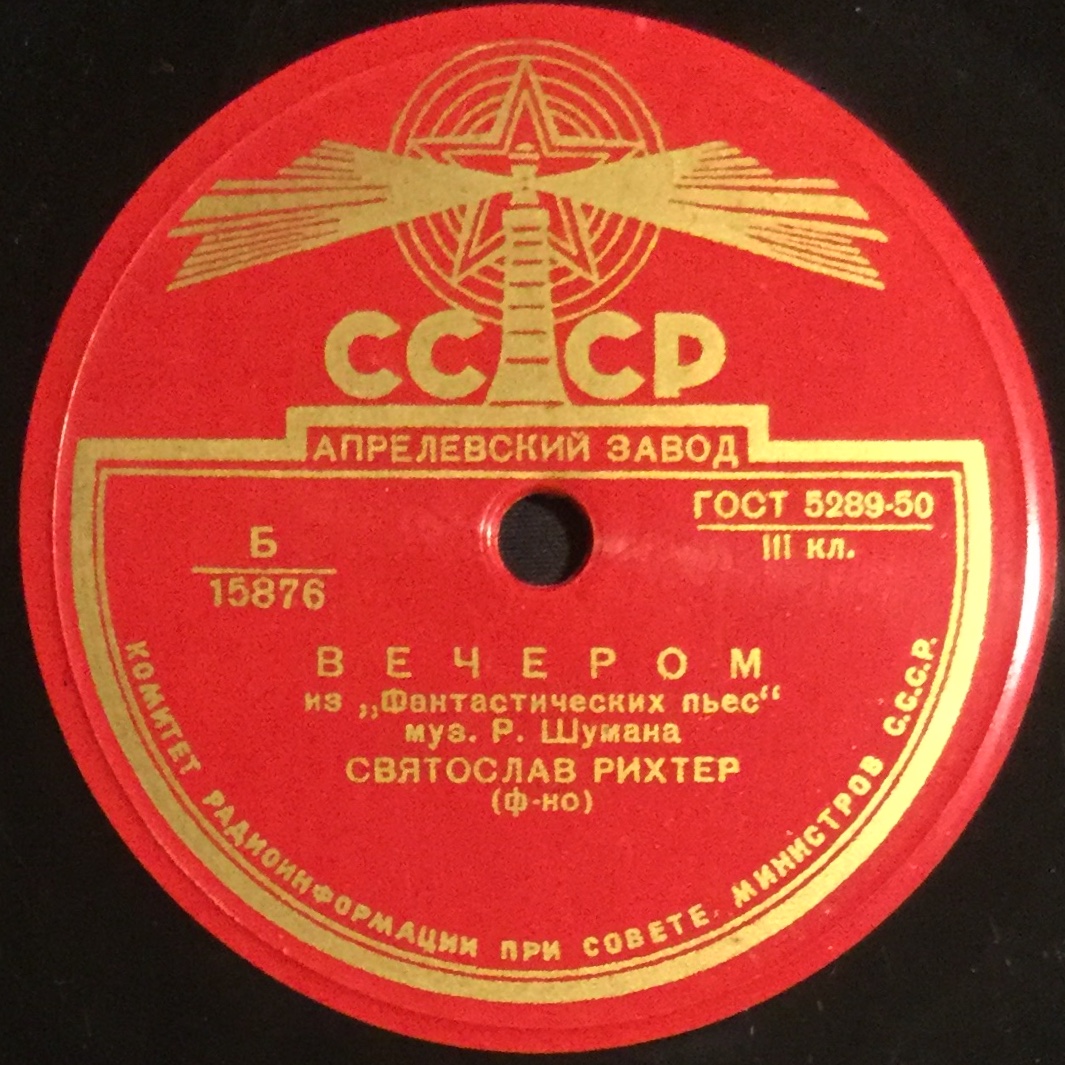 СССР
АПРЕЛЕВСКИЙ ЗАВОД
ГОСТ 5289-50
III кл.
Б
15876
ВЕЧЕРОМ
из „Фантастических пьес“
муз. Р. Шумана
СВЯТОСЛАВ РИХТЕР
(ф-но)
КОМИТЕТ РАДИОИНФОРМАЦИИ ПРИ СОВЕТЕ МИНИСТРОВ С.С.С.Р.